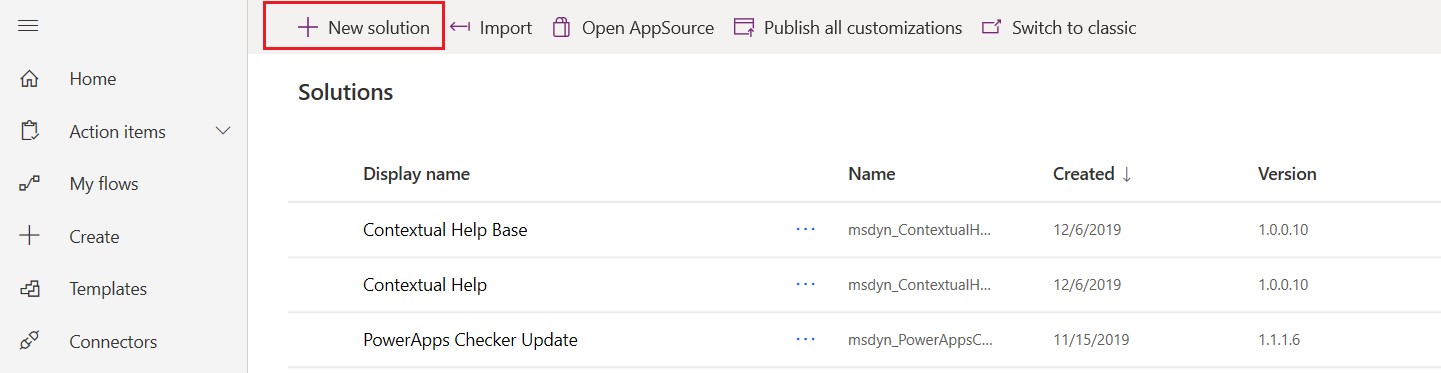 New solution Import Open AppSource Publish all customizations Switch to classic
Home
Action items
My flows
Create
Templates
Connectors
Solutions
Display name Name Created ↓ Version
Contextual Help Base ... msdyn_ContextualH... 12/6/2019 1.0.0.10
Contextual Help ... msdyn_ContextualH... 12/6/2019 1.0.0.10
PowerApps Checker Update ... msdyn_PowerAppsC... 11/15/2019 1.1.1.6